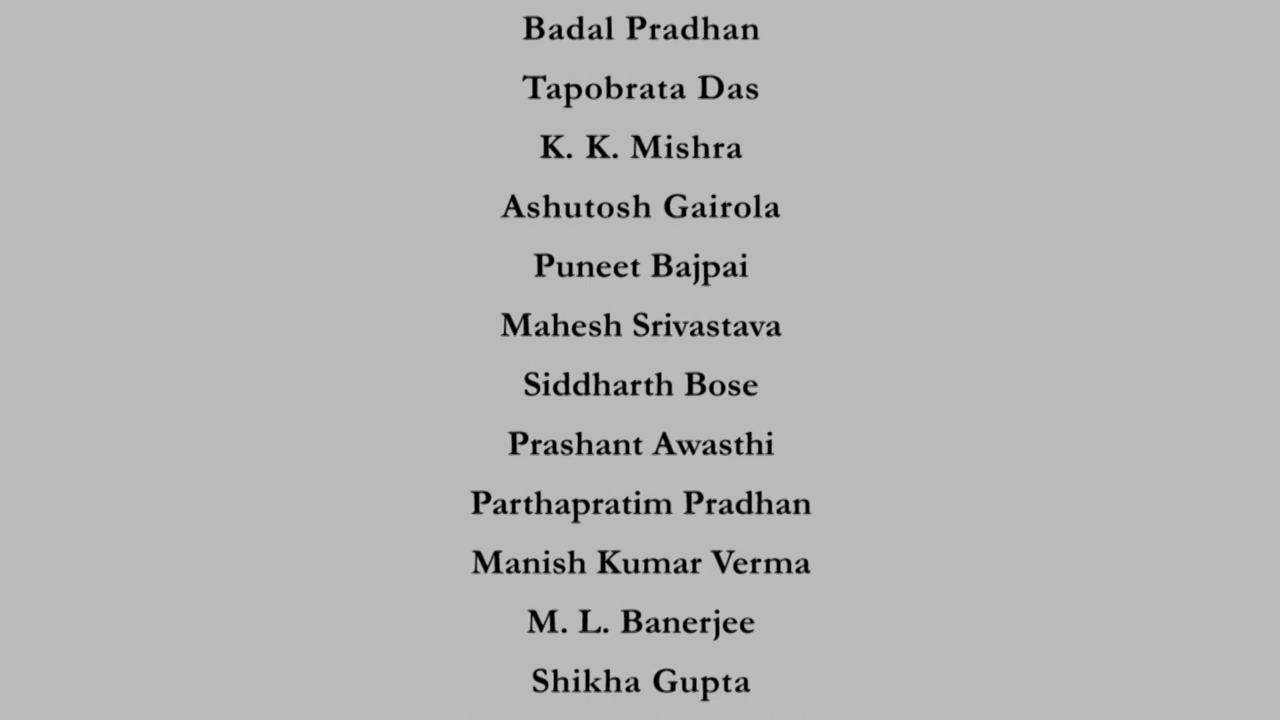 Badal Pradhan
Tapobrata Das
K. K. Mishra
Ashutosh Gairola
Puneet Bajpai
Mahesh Srivastava
Siddharth Bose
Prashant Awasthi
Parthapratim Pradhan
Manish Kumar Verma
M. L. Banerjee
Shikha Gupta